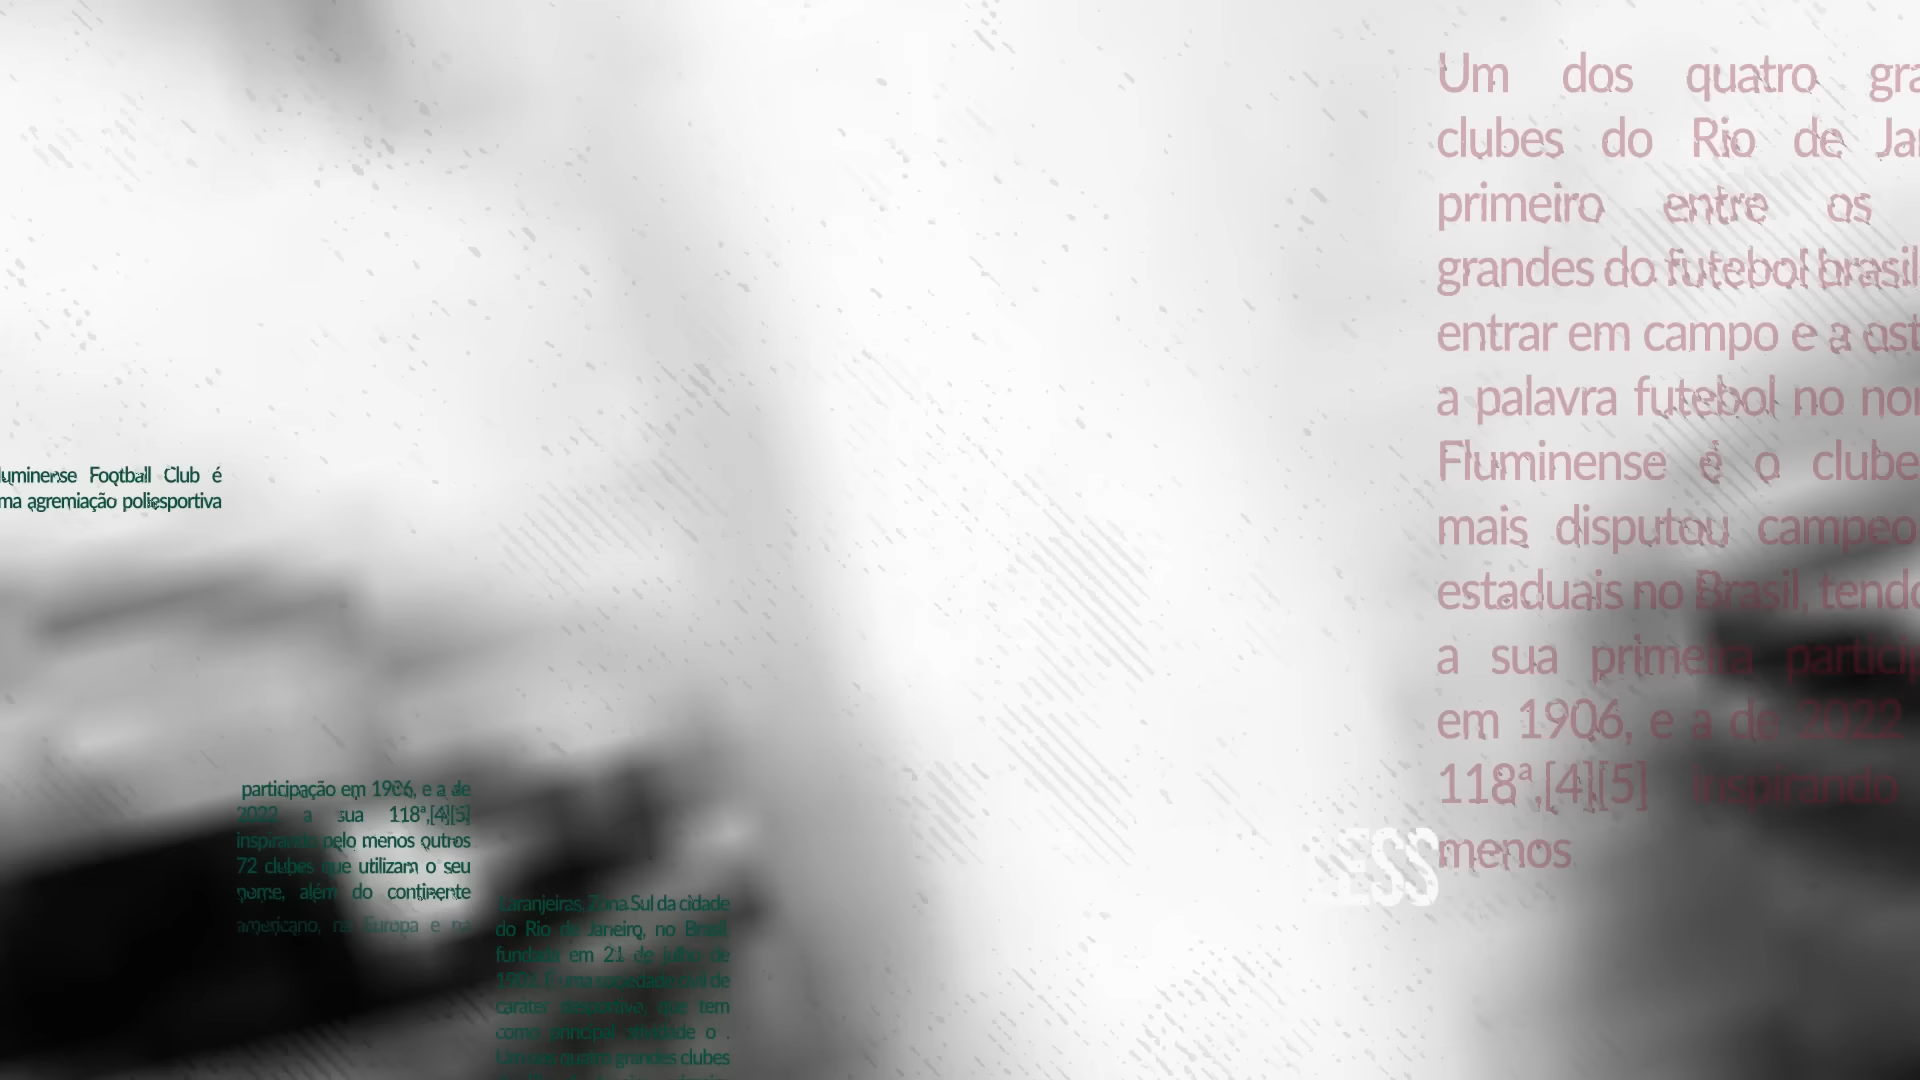 luminense Football Club é
ma agremiação poliesportiva
participação em 1906, e a de
2022 a sua 118ª,[4][5]
inspirando pelo menos outros
72 clubes que utilizam o seu
nome, além do continente
americano, na Europa e na
Laranjeiras, Zona Sul da cidade
do Rio de Janeiro, no Brasil,
fundada em 21 de julho de
1902. É uma sociedade civil de
caráter desportivo, que tem
como principal atividade o .
Um dos quatro grandes clubes
ESS
Um dos quatro gra
clubes do Rio de Ja
primeiro entre os
grandes do futebol brasil
entrar em campo e a ost
a palavra futebol no no
Fluminense é o clube
mais disputou campeo
estaduais no Brasil, tendo
a sua primeira particip
em 1906, e a de 2022
118ª,[4][5] inspirando
menos